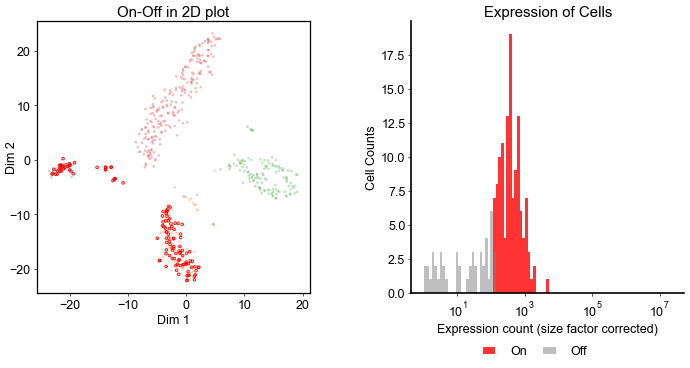 On-Off in 2D plot
Dim 2
20
10
0
−10
−20
−20
−10
0
10
20
Dim 1
Expression of Cells
Cell Counts
17.5
15.0
12.5
10.0
7.5
5.0
2.5
0.0
10¹
10³
10⁵
10⁷
Expression count (size factor corrected)
On
Off